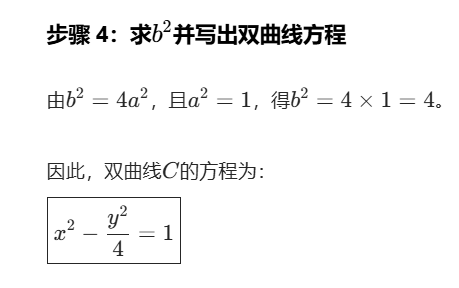 步骤 4：求b²并写出双曲线方程
由b² = 4a²，且a² = 1，得b² = 4 × 1 = 4。
因此，双曲线C的方程为：
x² − y²/4 = 1